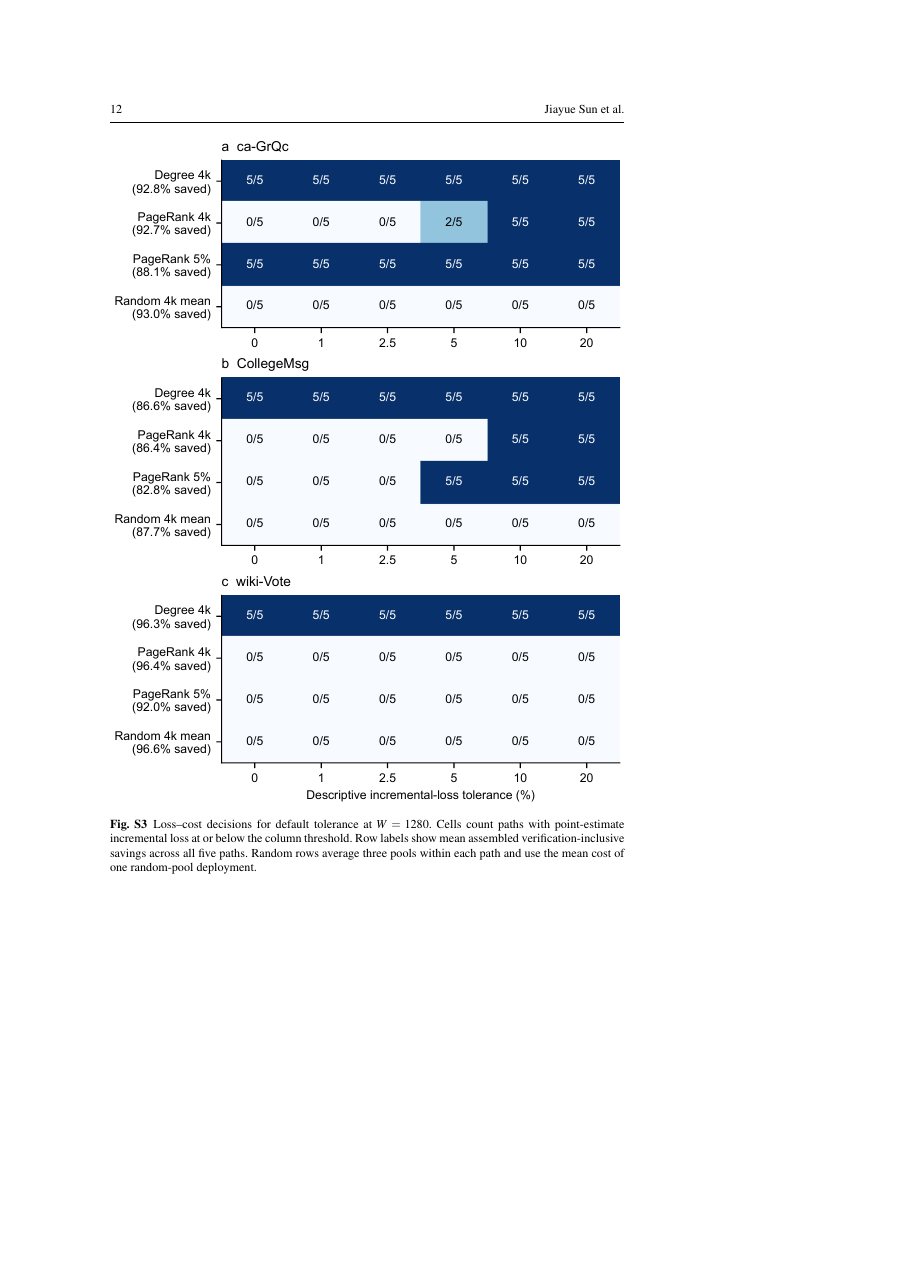 12 Jiayue Sun et al.
a ca-GrQc
Degree 4k
(92.8% saved)
5/5 5/5 5/5 5/5 5/5 5/5
PageRank 4k
(92.7% saved)
0/5 0/5 0/5 2/5 5/5 5/5
PageRank 5%
(88.1% saved)
5/5 5/5 5/5 5/5 5/5 5/5
Random 4k mean
(93.0% saved)
0/5 0/5 0/5 0/5 0/5 0/5
0 1 2.5 5 10 20
b CollegeMsg
Degree 4k
(86.6% saved)
5/5 5/5 5/5 5/5 5/5 5/5
PageRank 4k
(86.4% saved)
0/5 0/5 0/5 0/5 5/5 5/5
PageRank 5%
(82.8% saved)
0/5 0/5 0/5 5/5 5/5 5/5
Random 4k mean
(87.7% saved)
0/5 0/5 0/5 0/5 0/5 0/5
0 1 2.5 5 10 20
c wiki-Vote
Degree 4k
(96.3% saved)
5/5 5/5 5/5 5/5 5/5 5/5
PageRank 4k
(96.4% saved)
0/5 0/5 0/5 0/5 0/5 0/5
PageRank 5%
(92.0% saved)
0/5 0/5 0/5 0/5 0/5 0/5
Random 4k mean
(96.6% saved)
0/5 0/5 0/5 0/5 0/5 0/5
0 1 2.5 5 10 20
Descriptive incremental-loss tolerance (%)
Fig. S3 Loss–cost decisions for default tolerance at W = 1280. Cells count paths with point-estimate
incremental loss at or below the column threshold. Row labels show mean assembled verification-inclusive
savings across all five paths. Random rows average three pools within each path and use the mean cost of
one random-pool deployment.